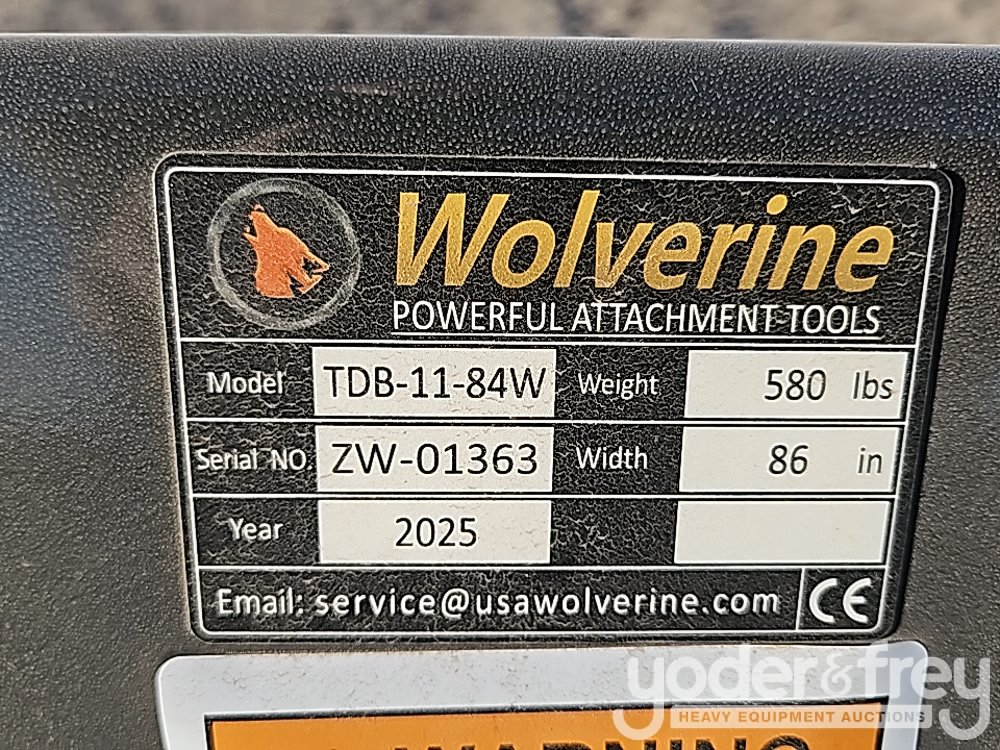 Wolverine
POWERFUL ATTACHMENT TOOLS
Model TDB-11-84W Weight 580 lbs
Serial NO. ZW-01363 Width 86 in
Year 2025
Email: service@usawolverine.com CE
yoder&frey
HEAVY EQUIPMENT AUCTIONS
WARNING